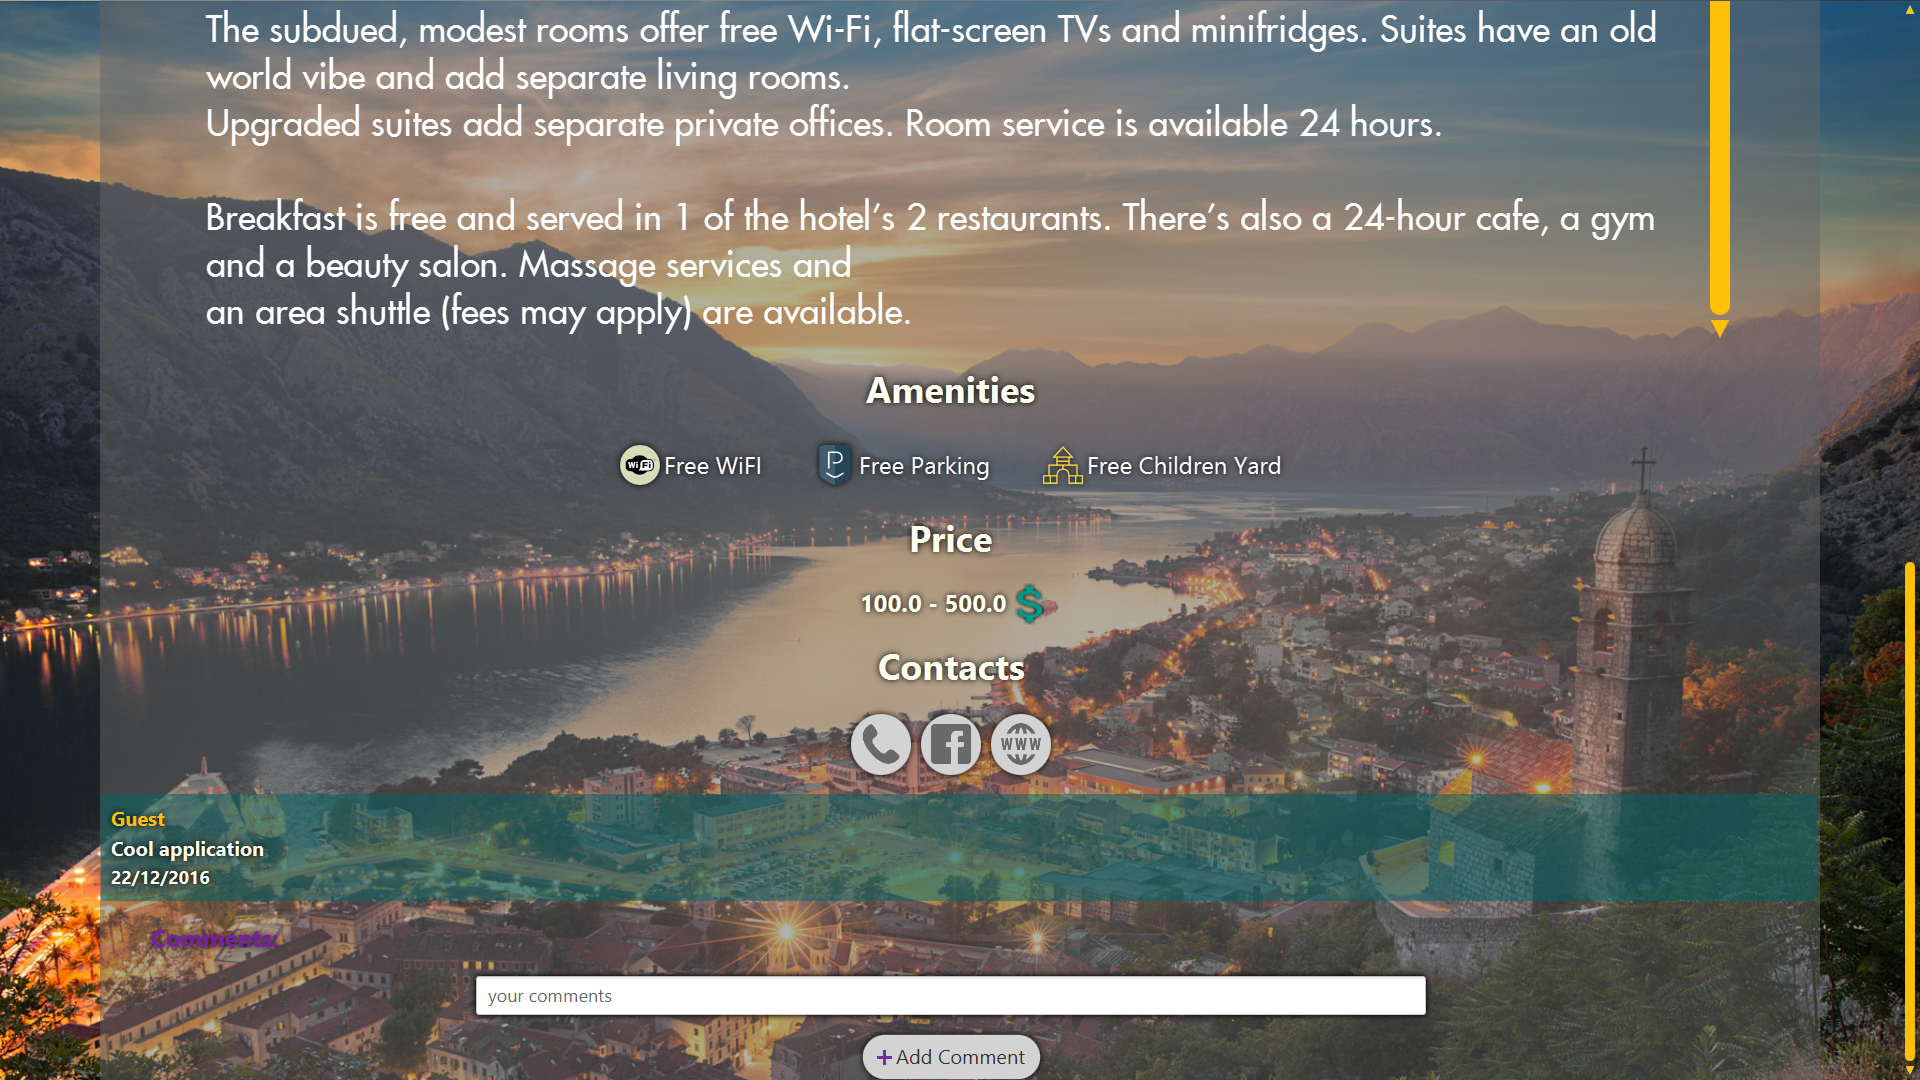 The subdued, modest rooms offer free Wi-Fi, flat-screen TVs and minifridges. Suites have an old
world vibe and add separate living rooms.
Upgraded suites add separate private offices. Room service is available 24 hours.
Breakfast is free and served in 1 of the hotel's 2 restaurants. There's also a 24-hour cafe, a gym
and a beauty salon. Massage services and
an area shuttle (fees may apply) are available.
Amenities
WiFi Free WiFI P Free Parking Free Children Yard
Price
100.0 - 500.0 $
Contacts
f WWW
Guest
Cool application
22/12/2016
Comments:
your comments
+ Add Comment